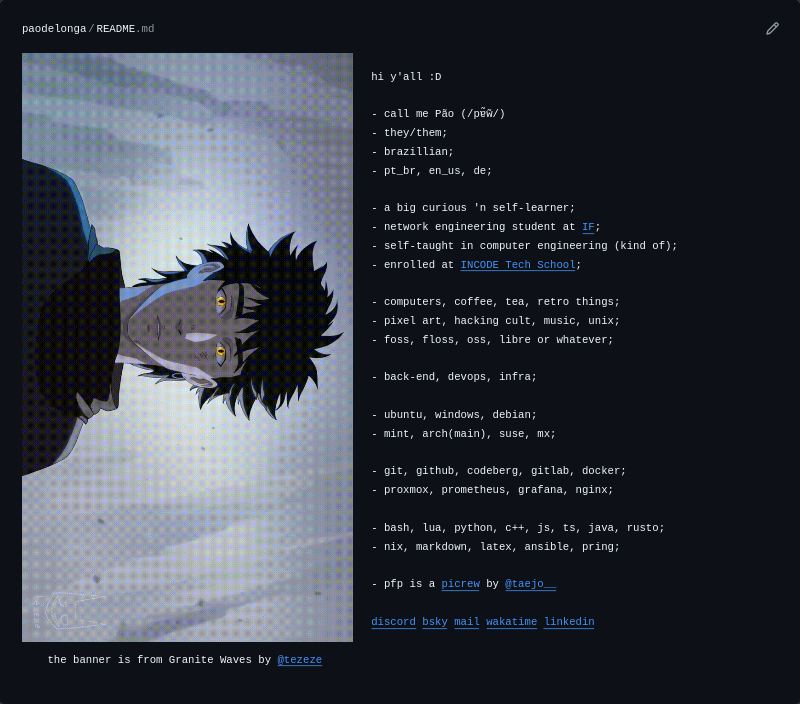 paodelonga/README.md
hi y'all :D
- call me Pão (/pɐ̃w̃/)
- they/them;
- brazillian;
- pt_br, en_us, de;
- a big curious 'n self-learner;
- network engineering student at IF;
- self-taught in computer engineering (kind of);
- enrolled at INCODE Tech School;
- computers, coffee, tea, retro things;
- pixel art, hacking cult, music, unix;
- foss, floss, oss, libre or whatever;
- back-end, devops, infra;
- ubuntu, windows, debian;
- mint, arch(main), suse, mx;
- git, github, codeberg, gitlab, docker;
- proxmox, prometheus, grafana, nginx;
- bash, lua, python, c++, js, ts, java, rusto;
- nix, markdown, latex, ansible, pring;
- pfp is a picrew by @taejo__
discord bsky mail wakatime linkedin
the banner is from Granite Waves by @tezeze